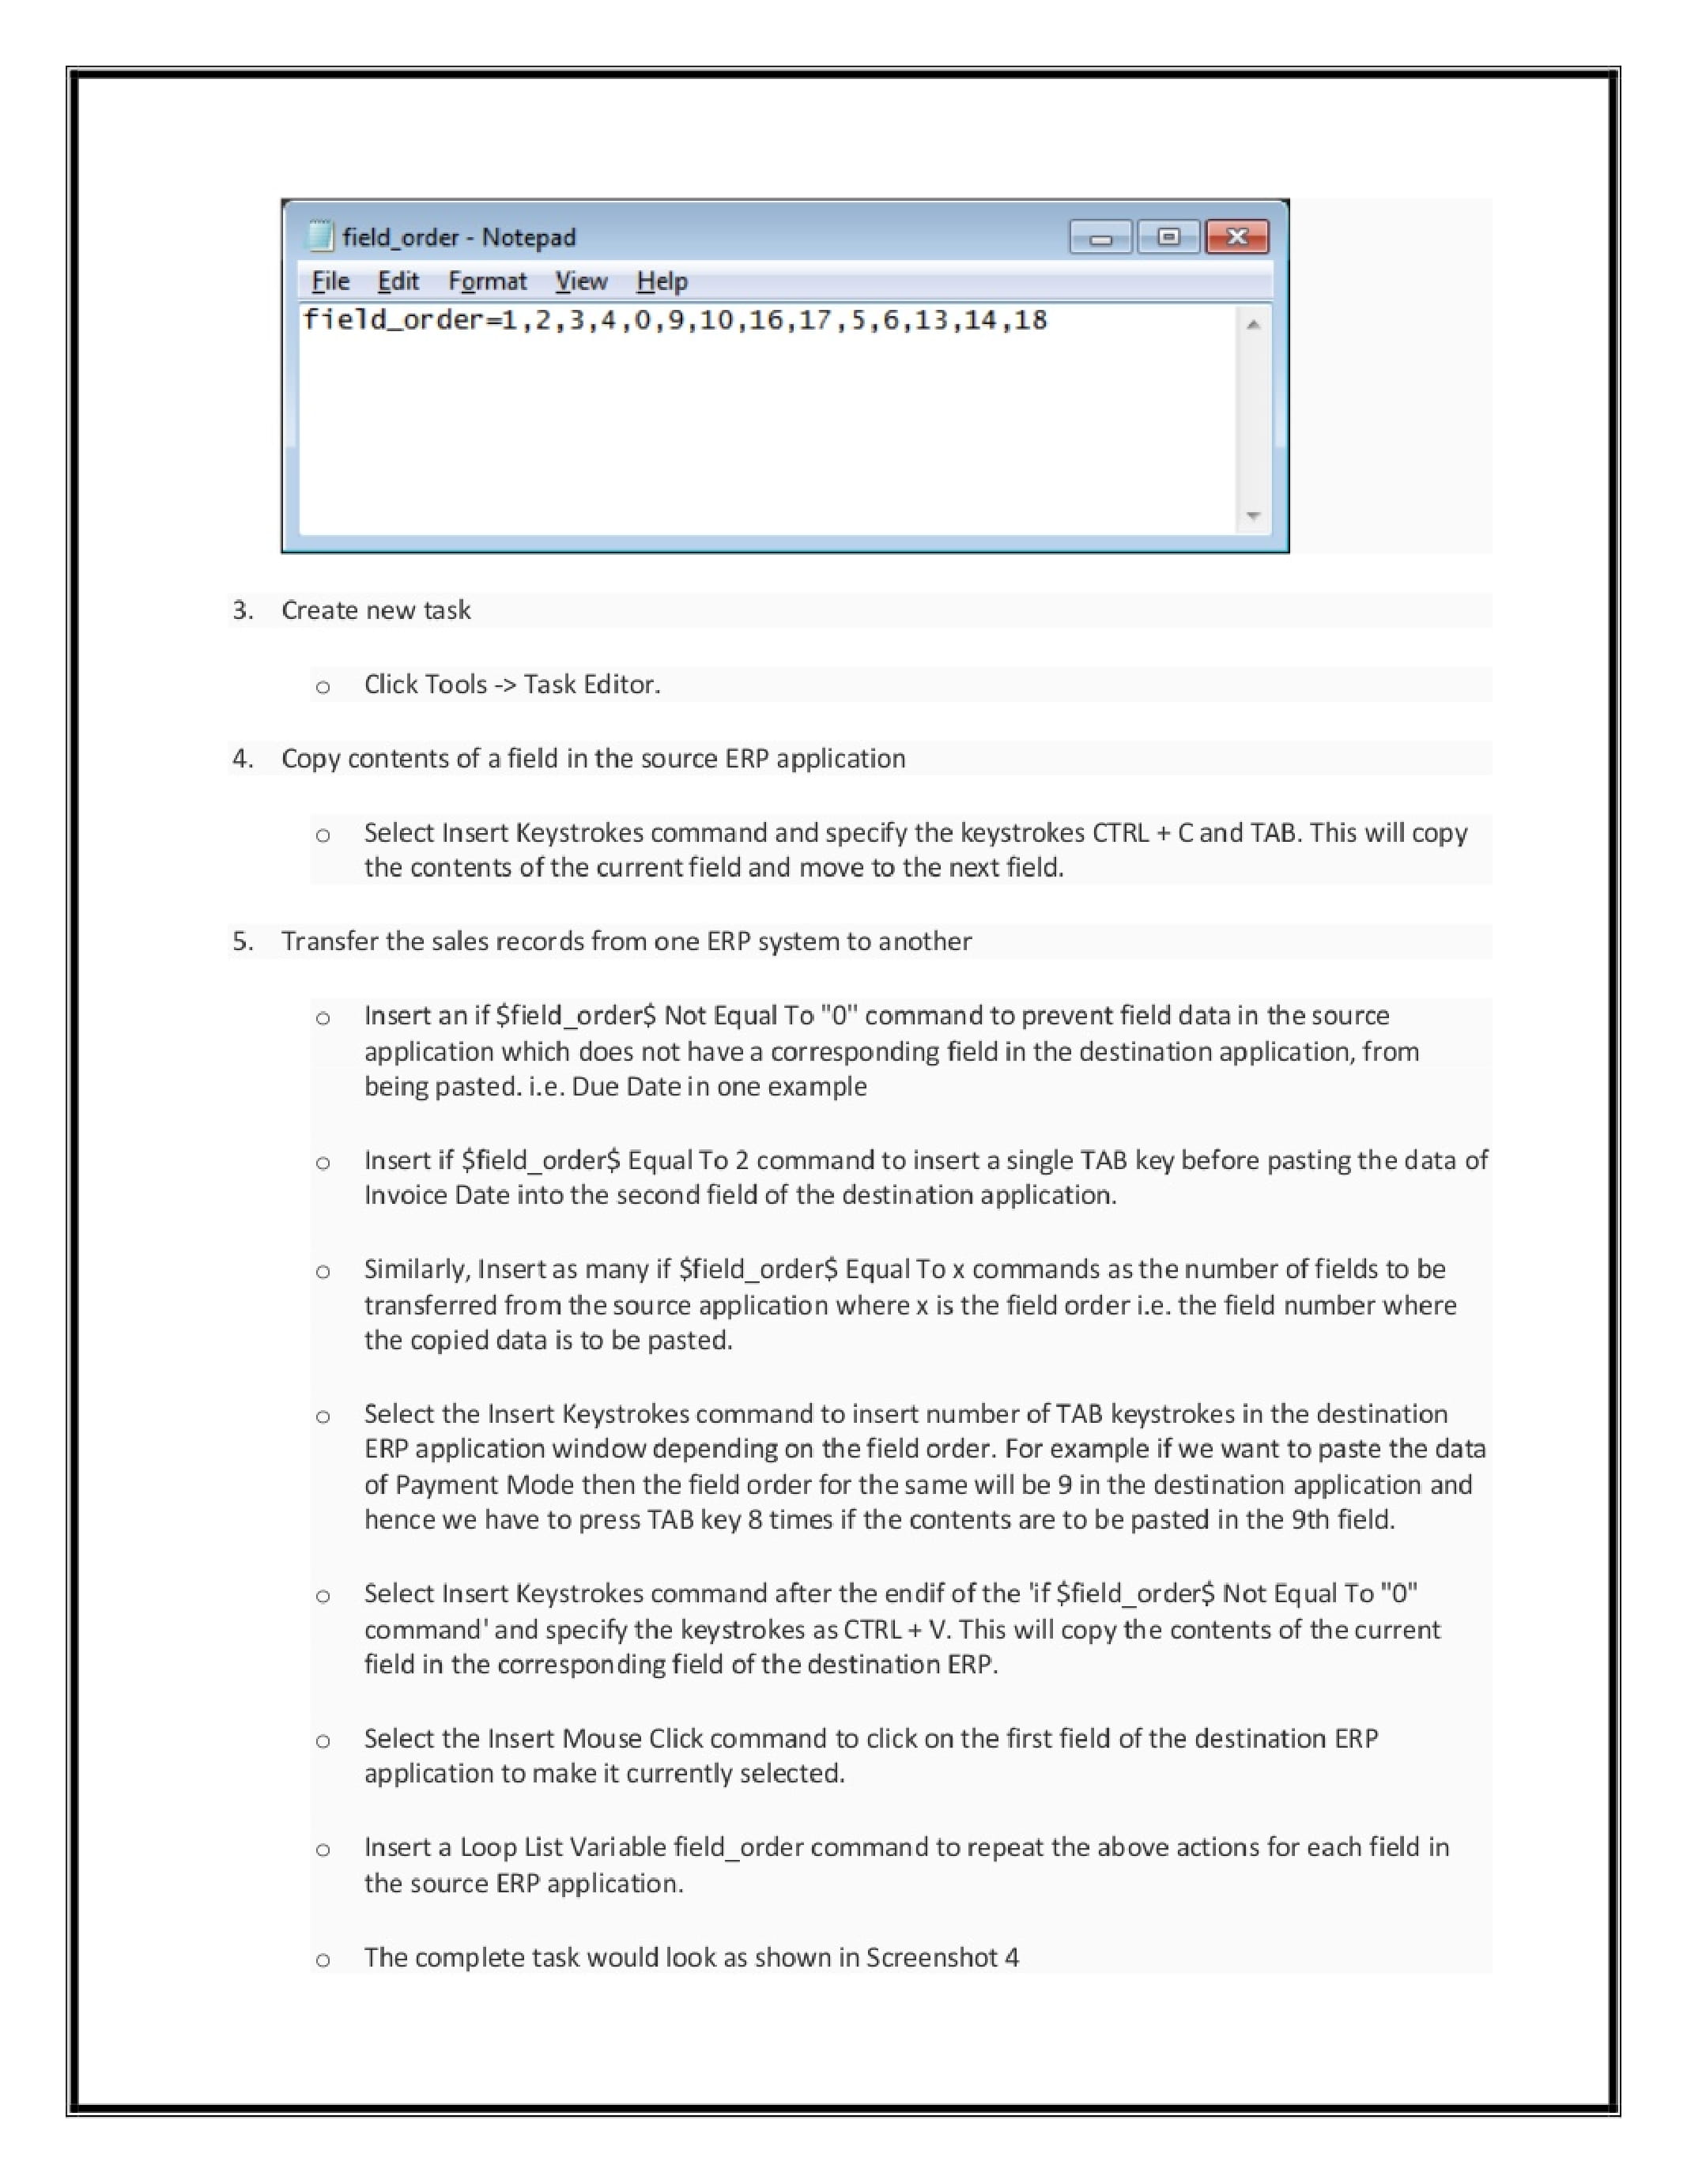 field_order - Notepad
File Edit Format View Help
field_order=1,2,3,4,0,9,10,16,17,5,6,13,14,18
3. Create new task
o Click Tools -> Task Editor.
4. Copy contents of a field in the source ERP application
o Select Insert Keystrokes command and specify the keystrokes CTRL + C and TAB. This will copy
the contents of the current field and move to the next field.
5. Transfer the sales records from one ERP system to another
o Insert an if $field_order$ Not Equal To "0" command to prevent field data in the source
application which does not have a corresponding field in the destination application, from
being pasted. i.e. Due Date in one example
o Insert if $field_order$ Equal To 2 command to insert a single TAB key before pasting the data of
Invoice Date into the second field of the destination application.
o Similarly, Insert as many if $field_order$ Equal To x commands as the number of fields to be
transferred from the source application where x is the field order i.e. the field number where
the copied data is to be pasted.
o Select the Insert Keystrokes command to insert number of TAB keystrokes in the destination
ERP application window depending on the field order. For example if we want to paste the data
of Payment Mode then the field order for the same will be 9 in the destination application and
hence we have to press TAB key 8 times if the contents are to be pasted in the 9th field.
o Select Insert Keystrokes command after the endif of the 'if $field_order$ Not Equal To "0"
command' and specify the keystrokes as CTRL + V. This will copy the contents of the current
field in the corresponding field of the destination ERP.
o Select the Insert Mouse Click command to click on the first field of the destination ERP
application to make it currently selected.
o Insert a Loop List Variable field_order command to repeat the above actions for each field in
the source ERP application.
o The complete task would look as shown in Screenshot 4